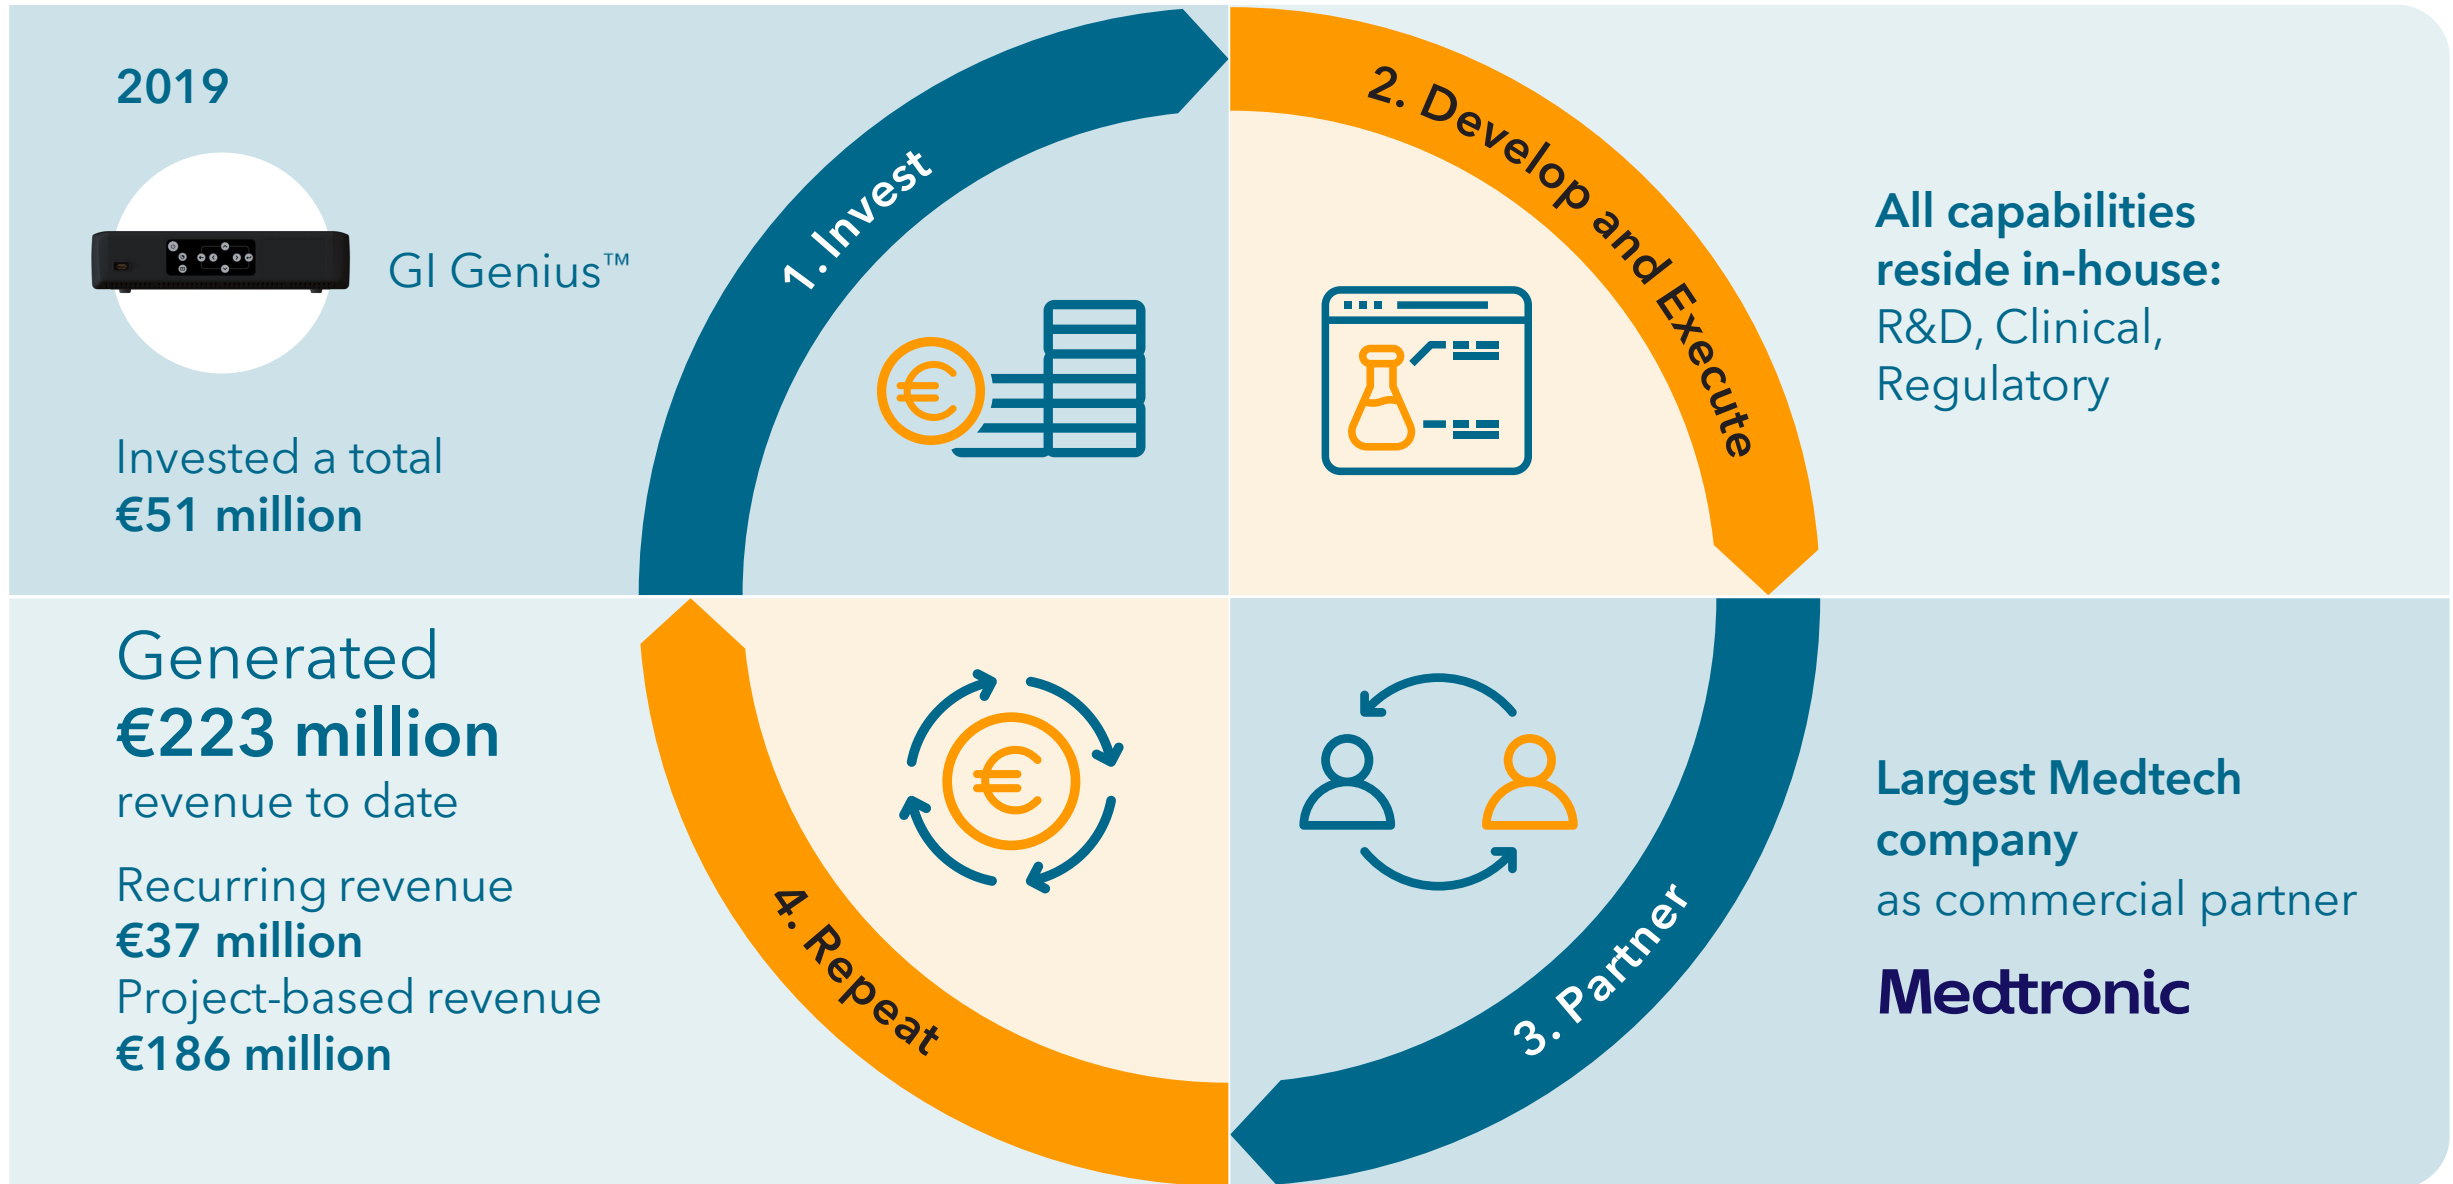 2019
GI Genius™
Invested a total
€51 million
1. Invest
2. Develop and Execute
All capabilities
reside in-house:
R&D, Clinical,
Regulatory
3. Partner
Largest Medtech
company
as commercial partner
Medtronic
4. Repeat
Generated
€223 million
revenue to date
Recurring revenue
€37 million
Project-based revenue
€186 million